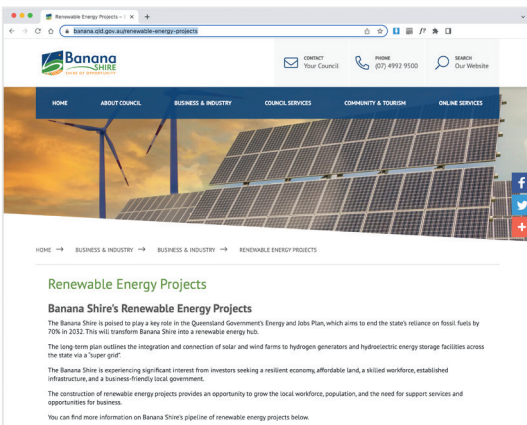 Renewable Energy Projects –
banana.qld.gov.au/renewable-energy-projects
Banana
SHIRE
SHIRE OF OPPORTUNITY
CONTACT
Your Council
PHONE
(07) 4992 9500
SEARCH
Our Website
HOME ABOUT COUNCIL BUSINESS & INDUSTRY COUNCIL SERVICES COMMUNITY & TOURISM ONLINE SERVICES
HOME → BUSINESS & INDUSTRY → BUSINESS & INDUSTRY → RENEWABLE ENERGY PROJECTS
Renewable Energy Projects
Banana Shire's Renewable Energy Projects
The Banana Shire is poised to play a key role in the Queensland Government's Energy and Jobs Plan, which aims to end the state's reliance on fossil fuels by
70% in 2032. This will transform Banana Shire into a renewable energy hub.
The long-term plan outlines the integration and connection of solar and wind farms to hydrogen generators and hydroelectric energy storage facilities across
the state via a "super grid".
The Banana Shire is experiencing significant interest from investors seeking a resilient economy, affordable land, a skilled workforce, established
infrastructure, and a business-friendly local government.
The construction of renewable energy projects provides an opportunity to grow the local workforce, population, and the need for support services and
opportunities for business.
You can find more information on Banana Shire's pipeline of renewable energy projects below.